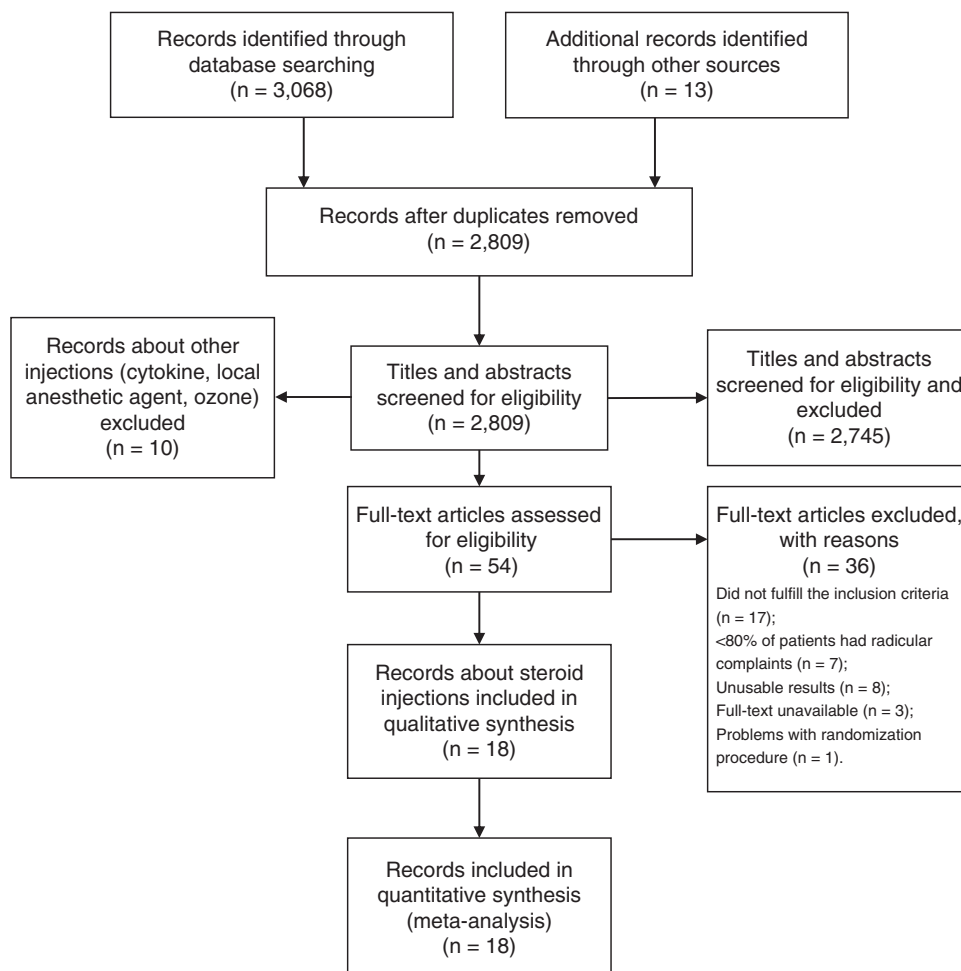 Records identified through
database searching
(n = 3,068)
Additional records identified
through other sources
(n = 13)
Records after duplicates removed
(n = 2,809)
Records about other
injections (cytokine, local
anesthetic agent, ozone)
excluded
(n = 10)
Titles and abstracts
screened for eligibility
(n = 2,809)
Titles and abstracts
screened for eligibility and
excluded
(n = 2,745)
Full-text articles assessed
for eligibility
(n = 54)
Full-text articles excluded,
with reasons
(n = 36)
Did not fulfill the inclusion criteria
(n = 17);
<80% of patients had radicular
complaints (n = 7);
Unusable results (n = 8);
Full-text unavailable (n = 3);
Problems with randomization
procedure (n = 1).
Records about steroid
injections included in
qualitative synthesis
(n = 18)
Records included in
quantitative synthesis
(meta-analysis)
(n = 18)